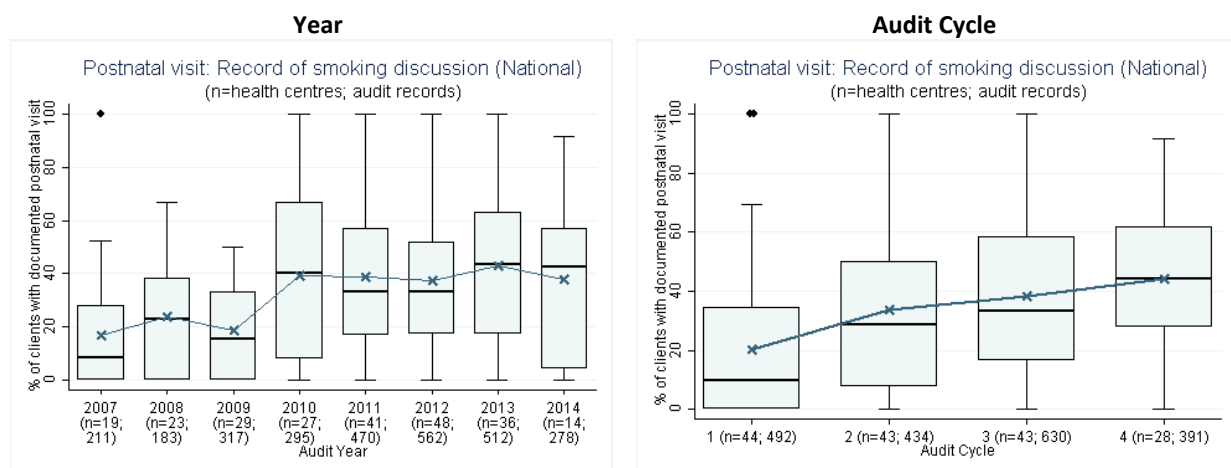 Year
Postnatal visit: Record of smoking discussion (National)
(n=health centres; audit records)
% of clients with documented postnatal visit
100
80
60
40
20
0
2007 2008 2009 2010 2011 2012 2013 2014
(n=19; (n=23; (n=29; (n=27; (n=41; (n=48; (n=36; (n=14;
211) 183) 317) 295) 470) 562) 512) 278)
Audit Year
Audit Cycle
Postnatal visit: Record of smoking discussion (National)
(n=health centres; audit records)
% of clients with documented postnatal visit
100
80
60
40
20
0
1 (n=44; 492) 2 (n=43; 434) 3 (n=43; 630) 4 (n=28; 391)
Audit Cycle